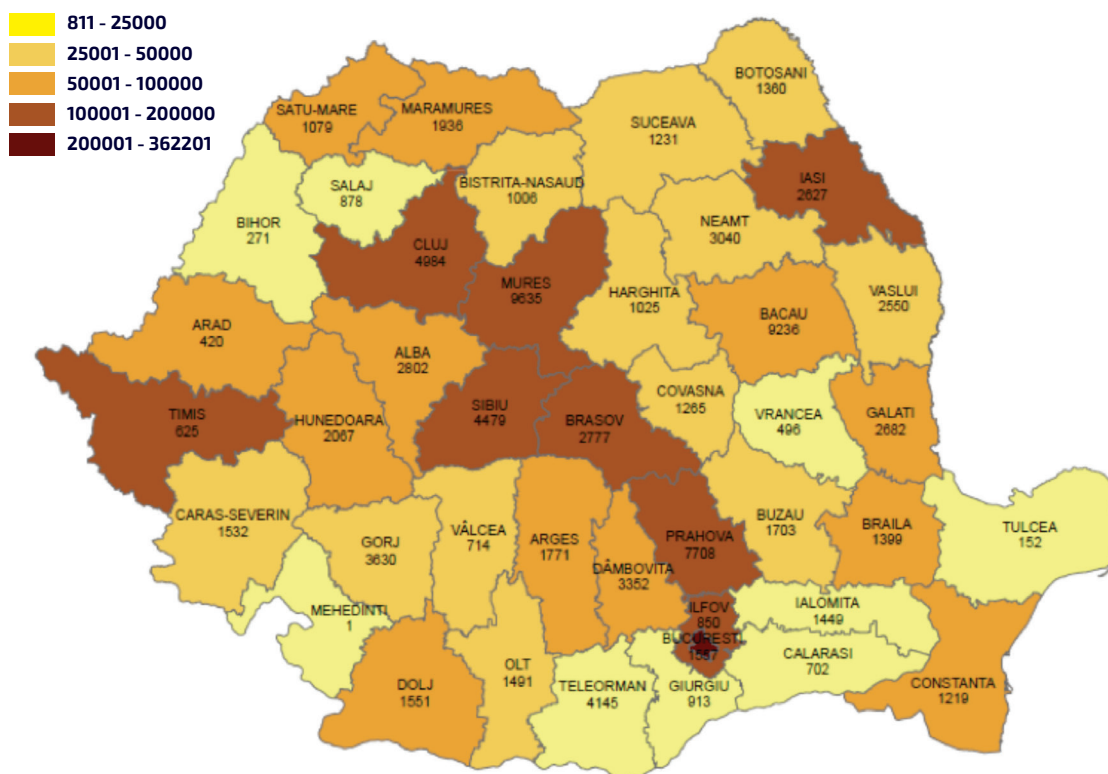 811 - 25000
25001 - 50000
50001 - 100000
100001 - 200000
200001 - 362201
BOTOSANI
1360
SATU-MARE
1079
MARAMURES
1936
SUCEAVA
1231
IASI
2627
SALAJ
878
BISTRITA-NASAUD
1006
BIHOR
271
NEAMT
3040
CLUJ
4984
MURES
9635
HARGHITA
1025
VASLUI
2550
BACAU
9236
ARAD
420
ALBA
2802
COVASNA
1265
SIBIU
4479
BRASOV
2777
VRANCEA
496
GALATI
2682
TIMIS
625
HUNEDOARA
2067
CARAS-SEVERIN
1532
GORJ
3630
VÂLCEA
714
ARGES
1771
PRAHOVA
7708
BUZAU
1703
BRAILA
1399
TULCEA
152
DÂMBOVITA
3352
MEHEDINTI
1
ILFOV
850
IALOMITA
1449
BUCURESTI
CALARASI
702
OLT
1491
DOLJ
1551
TELEORMAN
4145
GIURGIU
913
CONSTANTA
1219